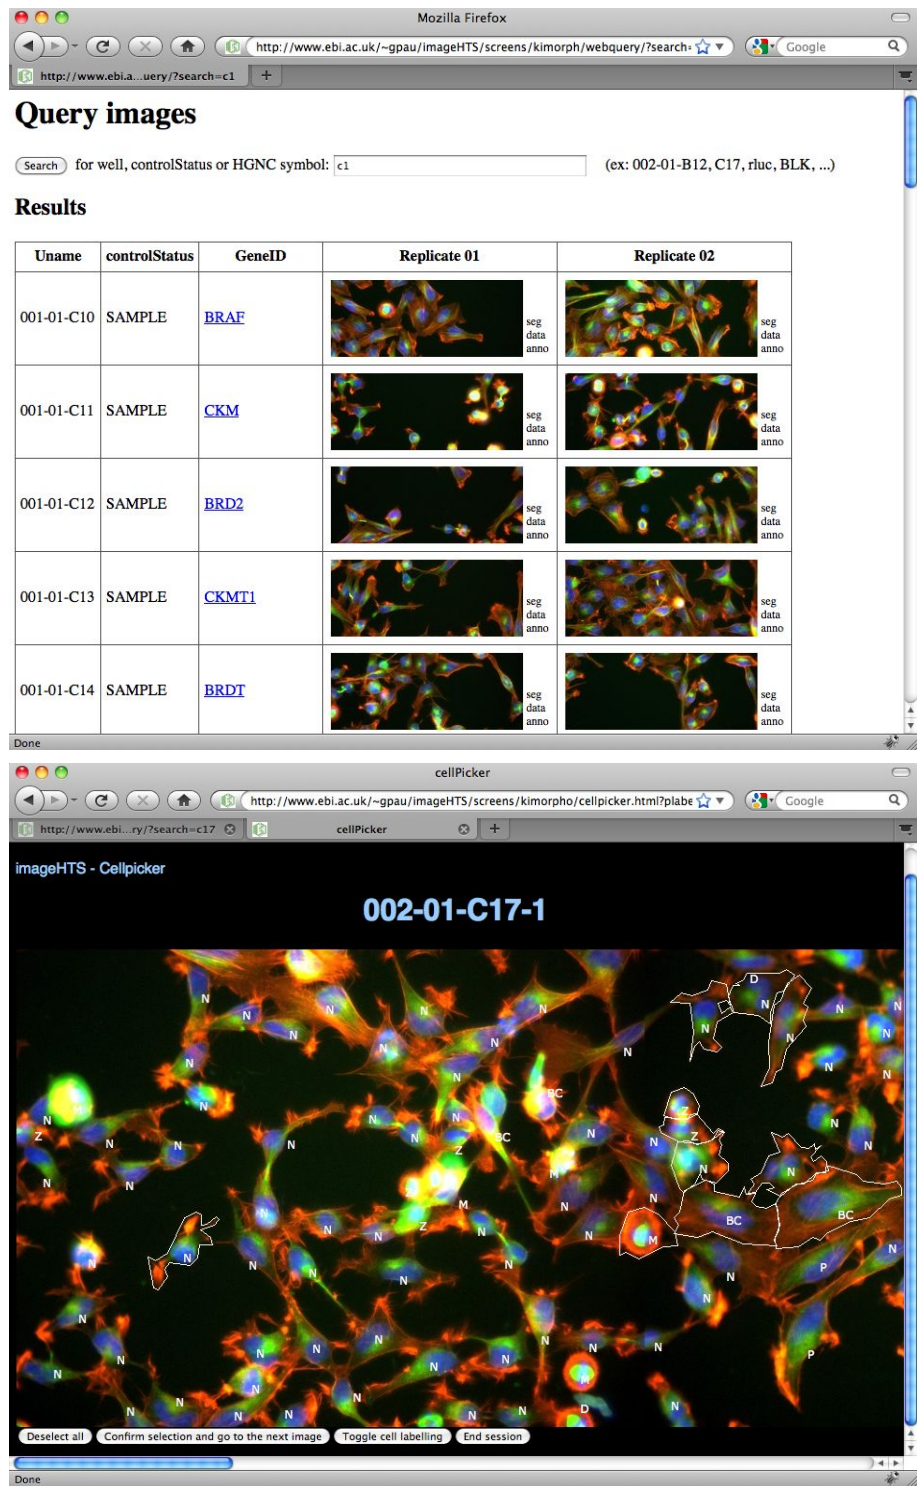 Mozilla Firefox
http://www.ebi.ac.uk/~gpau/imageHTS/screens/kimorph/webquery/?search=
Google
http://www.ebi.a...uery/?search=c1
Query images
Search for well, controlStatus or HGNC symbol: c1 (ex: 002-01-B12, C17, rluc, BLK, ...)
Results
Uname controlStatus GeneID Replicate 01 Replicate 02
001-01-C10 SAMPLE BRAF seg data anno seg data anno
001-01-C11 SAMPLE CKM seg data anno seg data anno
001-01-C12 SAMPLE BRD2 seg data anno seg data anno
001-01-C13 SAMPLE CKMT1 seg data anno seg data anno
001-01-C14 SAMPLE BRDT seg data anno seg data anno
Done
cellPicker
http://www.ebi.ac.uk/~gpau/imageHTS/screens/kimorpho/cellpicker.html?plabe
Google
http://www.ebi...ry/?search=c17 cellPicker
imageHTS - Cellpicker
002-01-C17-1
D
N N N N N N N N
N N N N N N
N N N N N
N N BC N
M N N N Z N
Z N N N BC Z N N Z N
N N N M N N N
M BC BC
N N Z N N M
N N N N N P N
N N N
N N N N N N
N N N N N P
N N M
N N N N N N D N
Deselect all Confirm selection and go to the next image Toggle cell labelling End session
Done